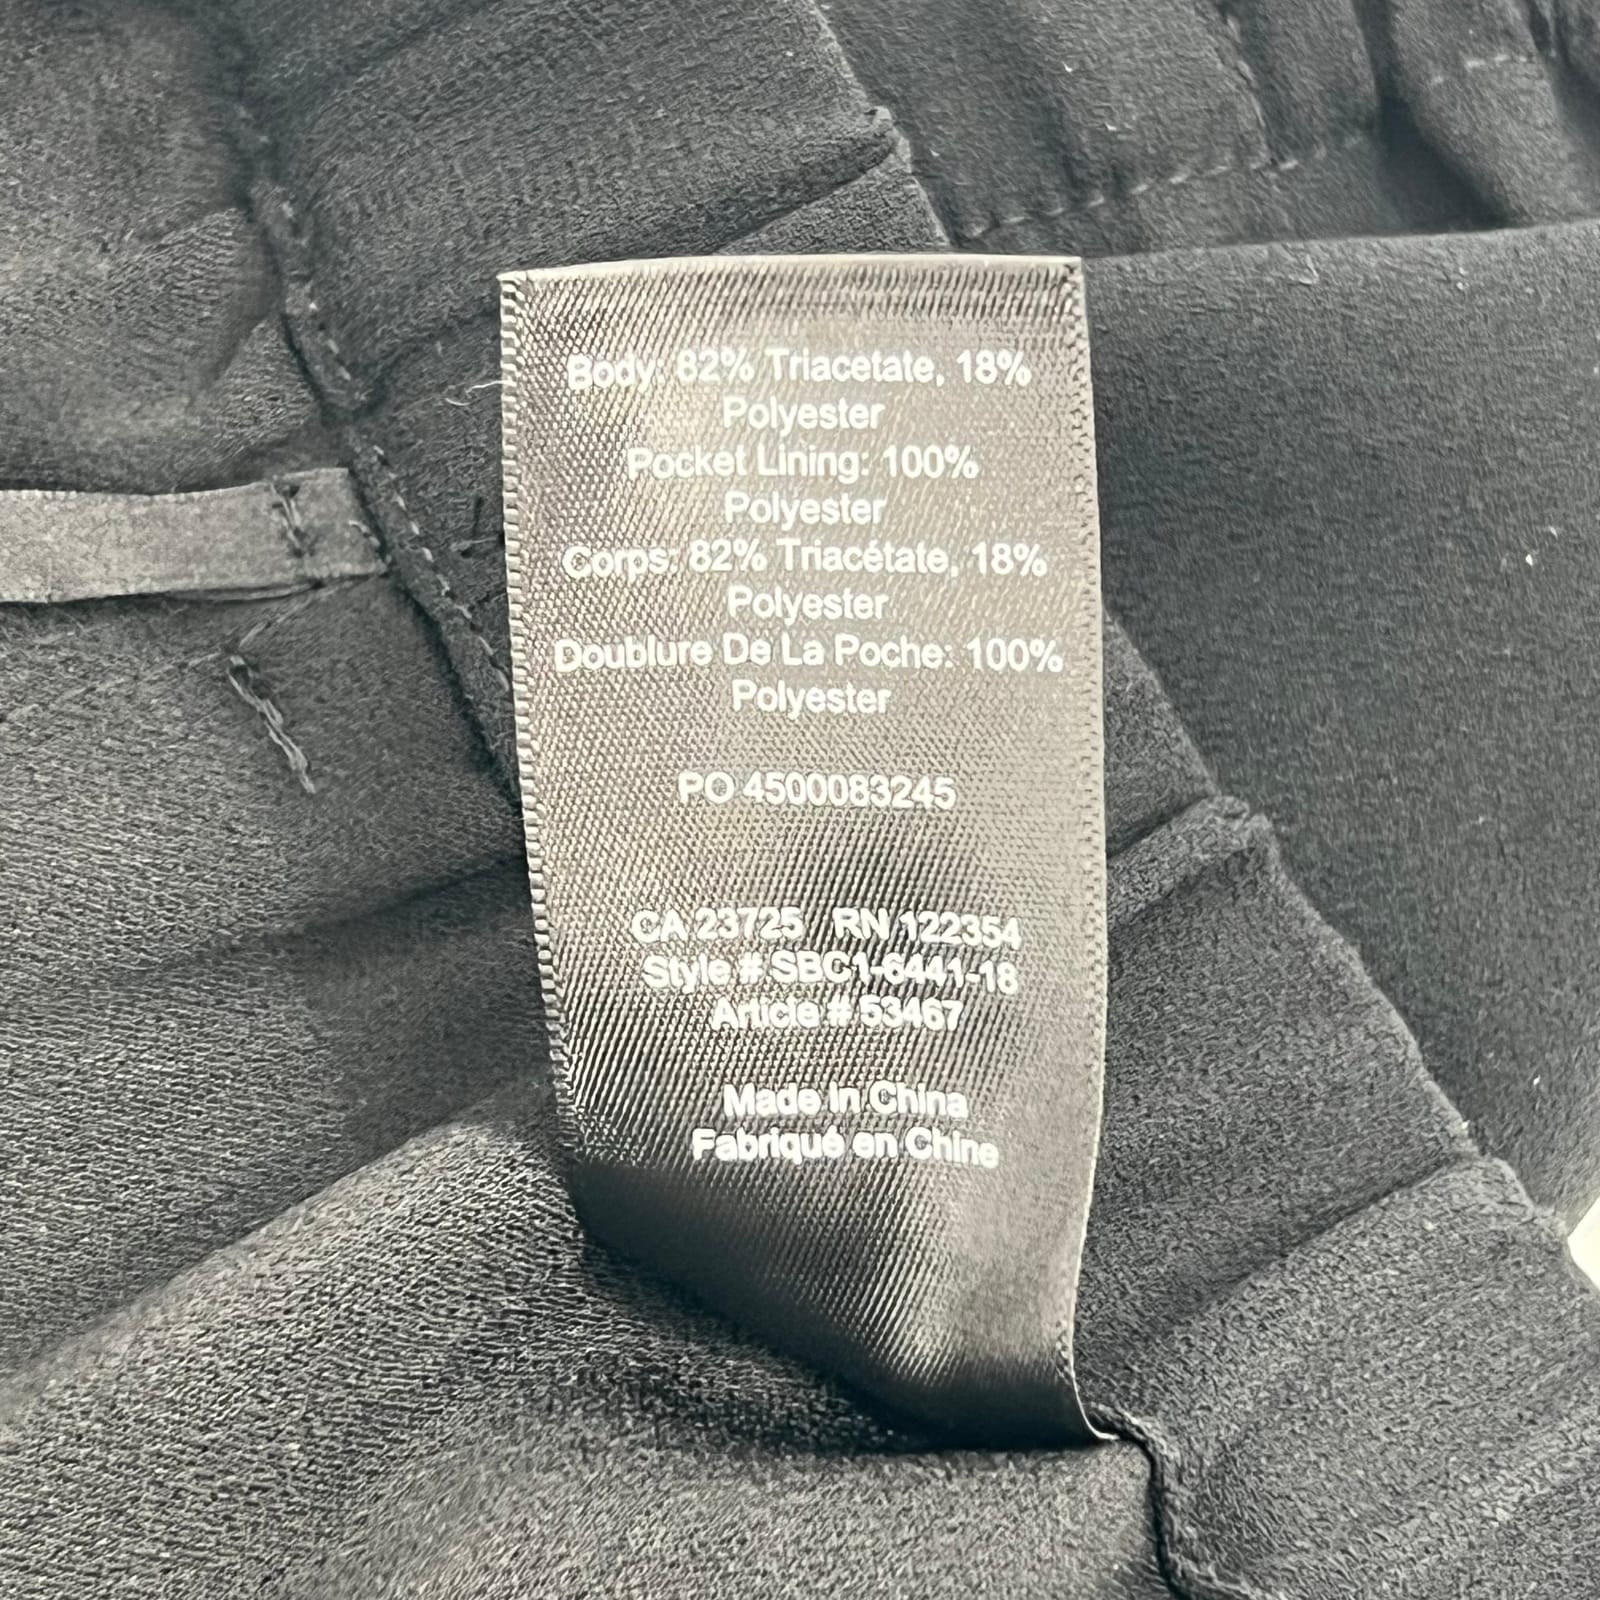 Body: 82% Triacetate, 18%
Polyester
Pocket Lining: 100%
Polyester
Corps: 82% Triacétate, 18%
Polyester
Doublure De La Poche: 100%
Polyester
PO 4500083245
CA 23725 RN 122354
Style # SBC1-6441-18
Article # 53467
Made in China
Fabriqué en Chine